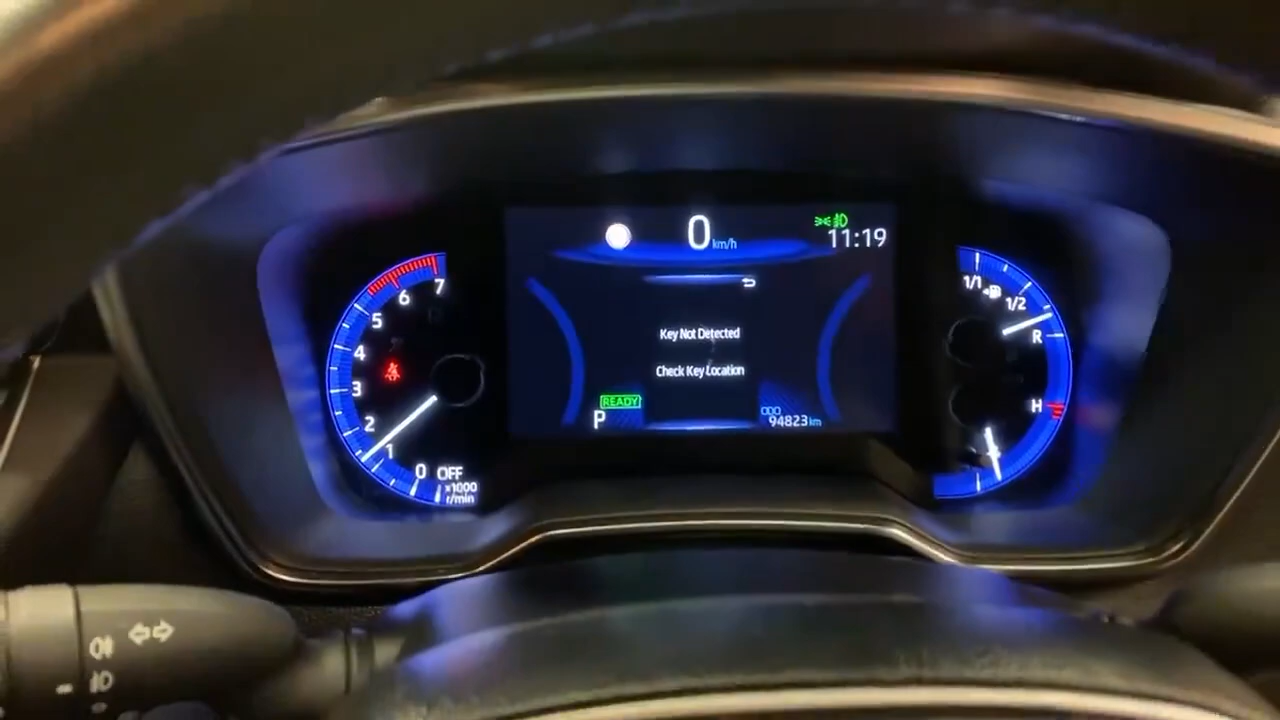 0 km/h
11:19
Key Not Detected
Check Key Location
READY
P
ODO
94823 km
7
6
5
4
3
2
1
0 OFF
x1000
r/min
1/1
1/2
R
H